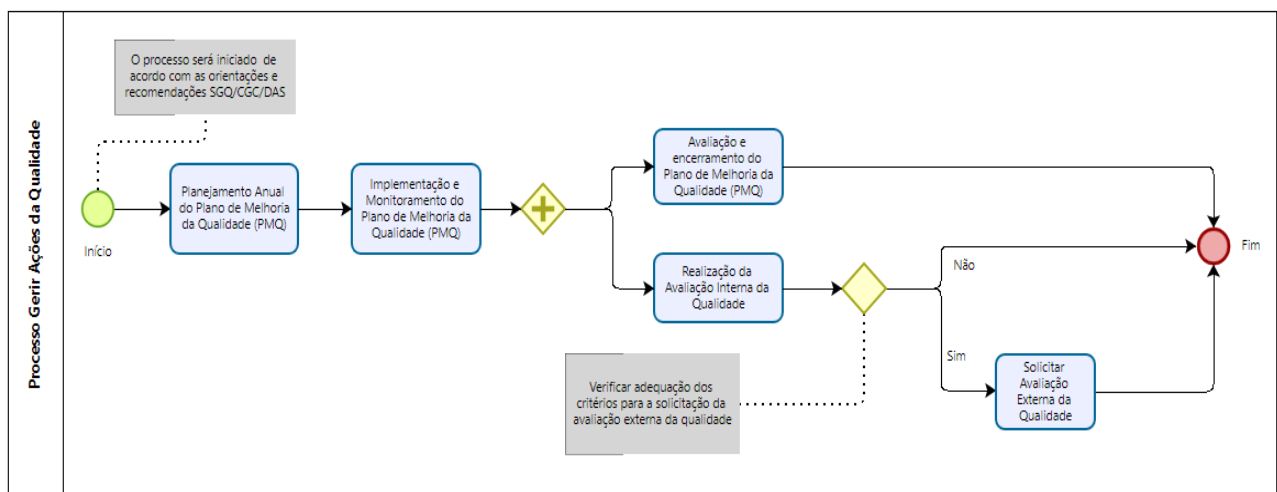 Processo Gerir Ações da Qualidade
O processo será iniciado de
acordo com as orientações e
recomendações SGQ/CGC/DAS
Início
Planejamento Anual
do Plano de Melhoria
da Qualidade (PMQ)
Implementação e
Monitoramento do
Plano de Melhoria da
Qualidade (PMQ)
Avaliação e
encerramento do
Plano de Melhoria da
Qualidade (PMQ)
Realização da
Avaliação Interna da
Qualidade
Verificar adequação dos
critérios para a solicitação da
avaliação externa da qualidade
Não
Sim
Solicitar
Avaliação
Externa da
Qualidade
Fim